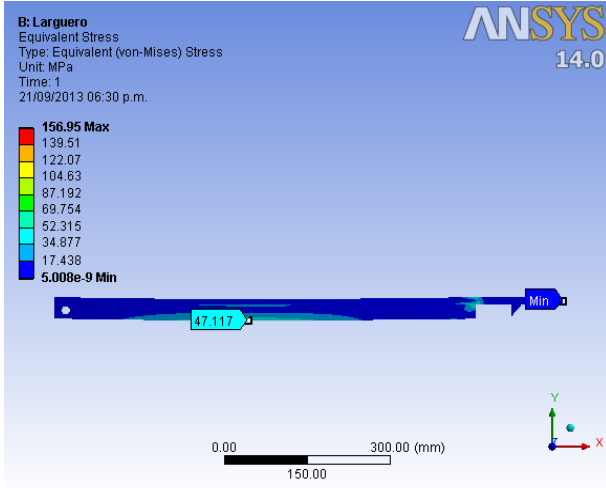 B: Larguero
Equivalent Stress
Type: Equivalent (von-Mises) Stress
Unit: MPa
Time: 1
21/09/2013 06:30 p.m.
ANSYS
14.0
156.95 Max
139.51
122.07
104.63
87.192
69.754
52.315
34.877
17.438
5.008e-9 Min
Min
47.117
0.00 300.00 (mm)
150.00
Y
Z X